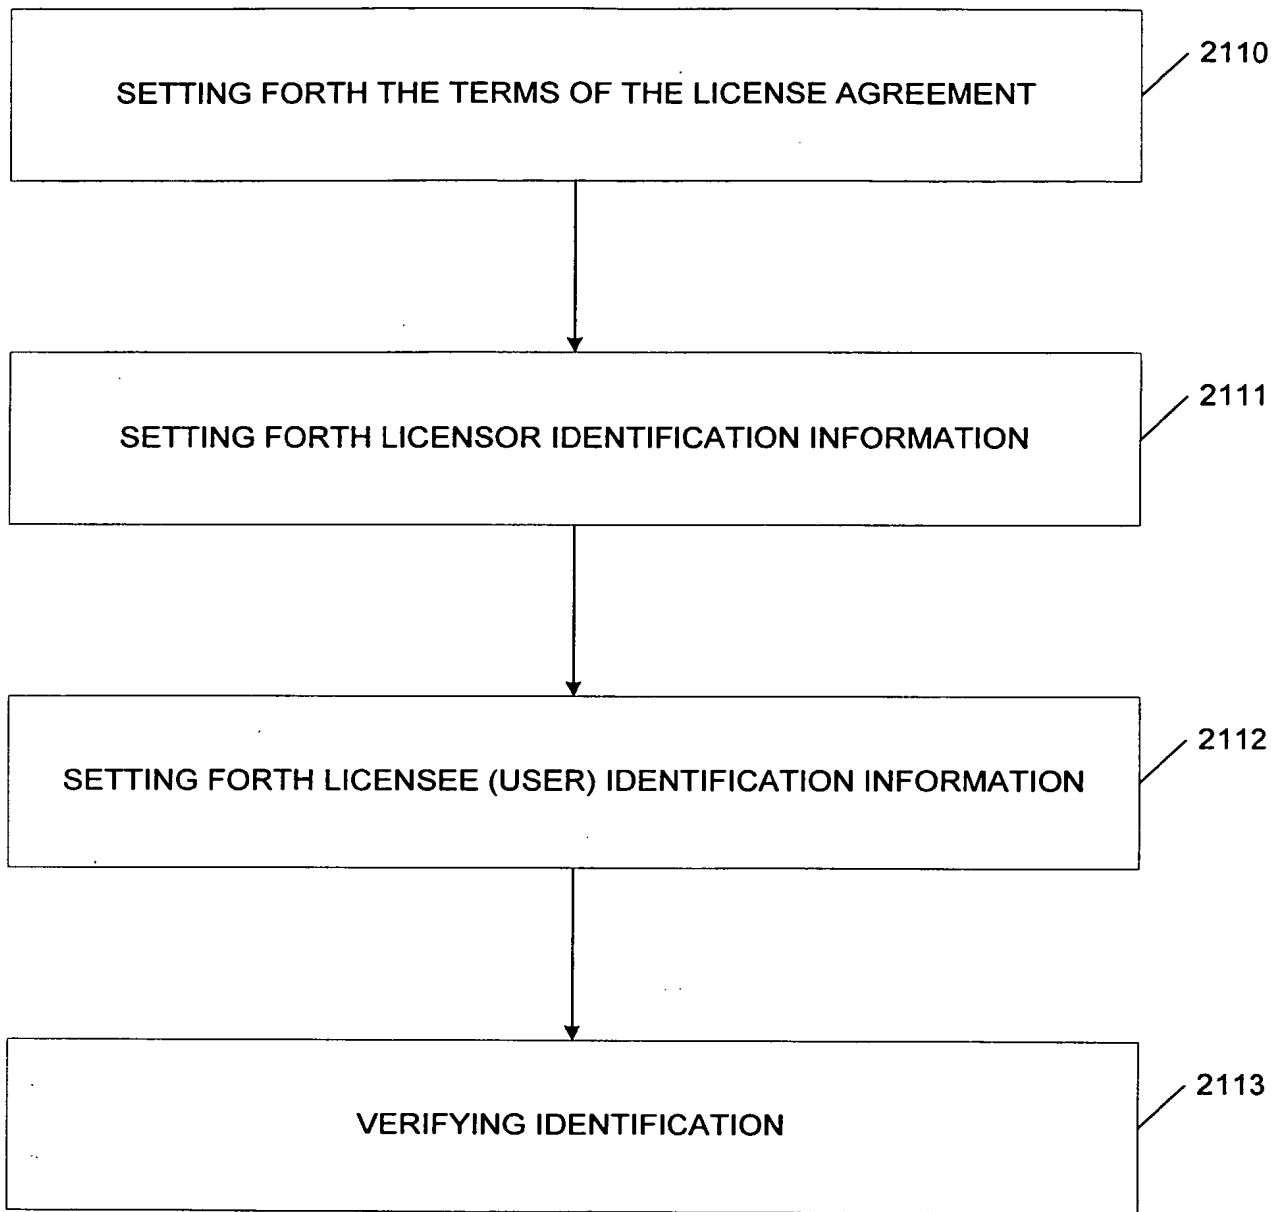 SETTING FORTH THE TERMS OF THE LICENSE AGREEMENT
2110
SETTING FORTH LICENSOR IDENTIFICATION INFORMATION
2111
SETTING FORTH LICENSEE (USER) IDENTIFICATION INFORMATION
2112
VERIFYING IDENTIFICATION
2113